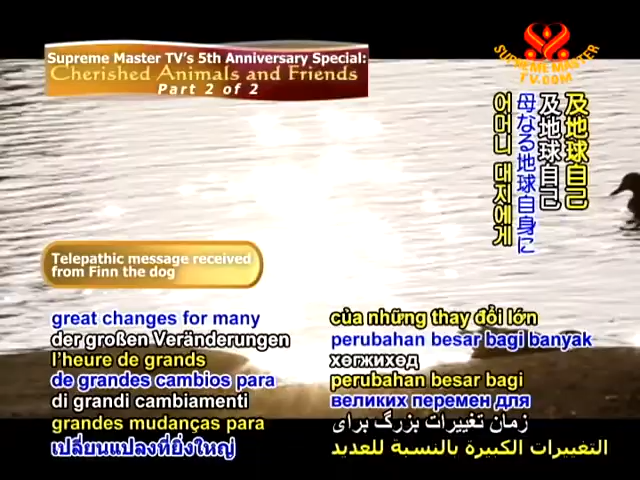 Supreme Master TV's 5th Anniversary Special:
Cherished Animals and Friends
Part 2 of 2
SUPREME MASTER
TV.COM
及地球自己
及地球自己
母なる地球自身に
어머니 대지에게
Telepathic message received
from Finn the dog
great changes for many
der großen Veränderungen
l'heure de grands
de grandes cambios para
di grandi cambiamenti
grandes mudanças para
เปลี่ยนแปลงที่ยิ่งใหญ่
của những thay đổi lớn
perubahan besar bagi banyak
хөгжихөд
perubahan besar bagi
великих перемен для
زمان تغییرات بزرگ برای
التغييرات الكبيرة بالنسبة للعديد